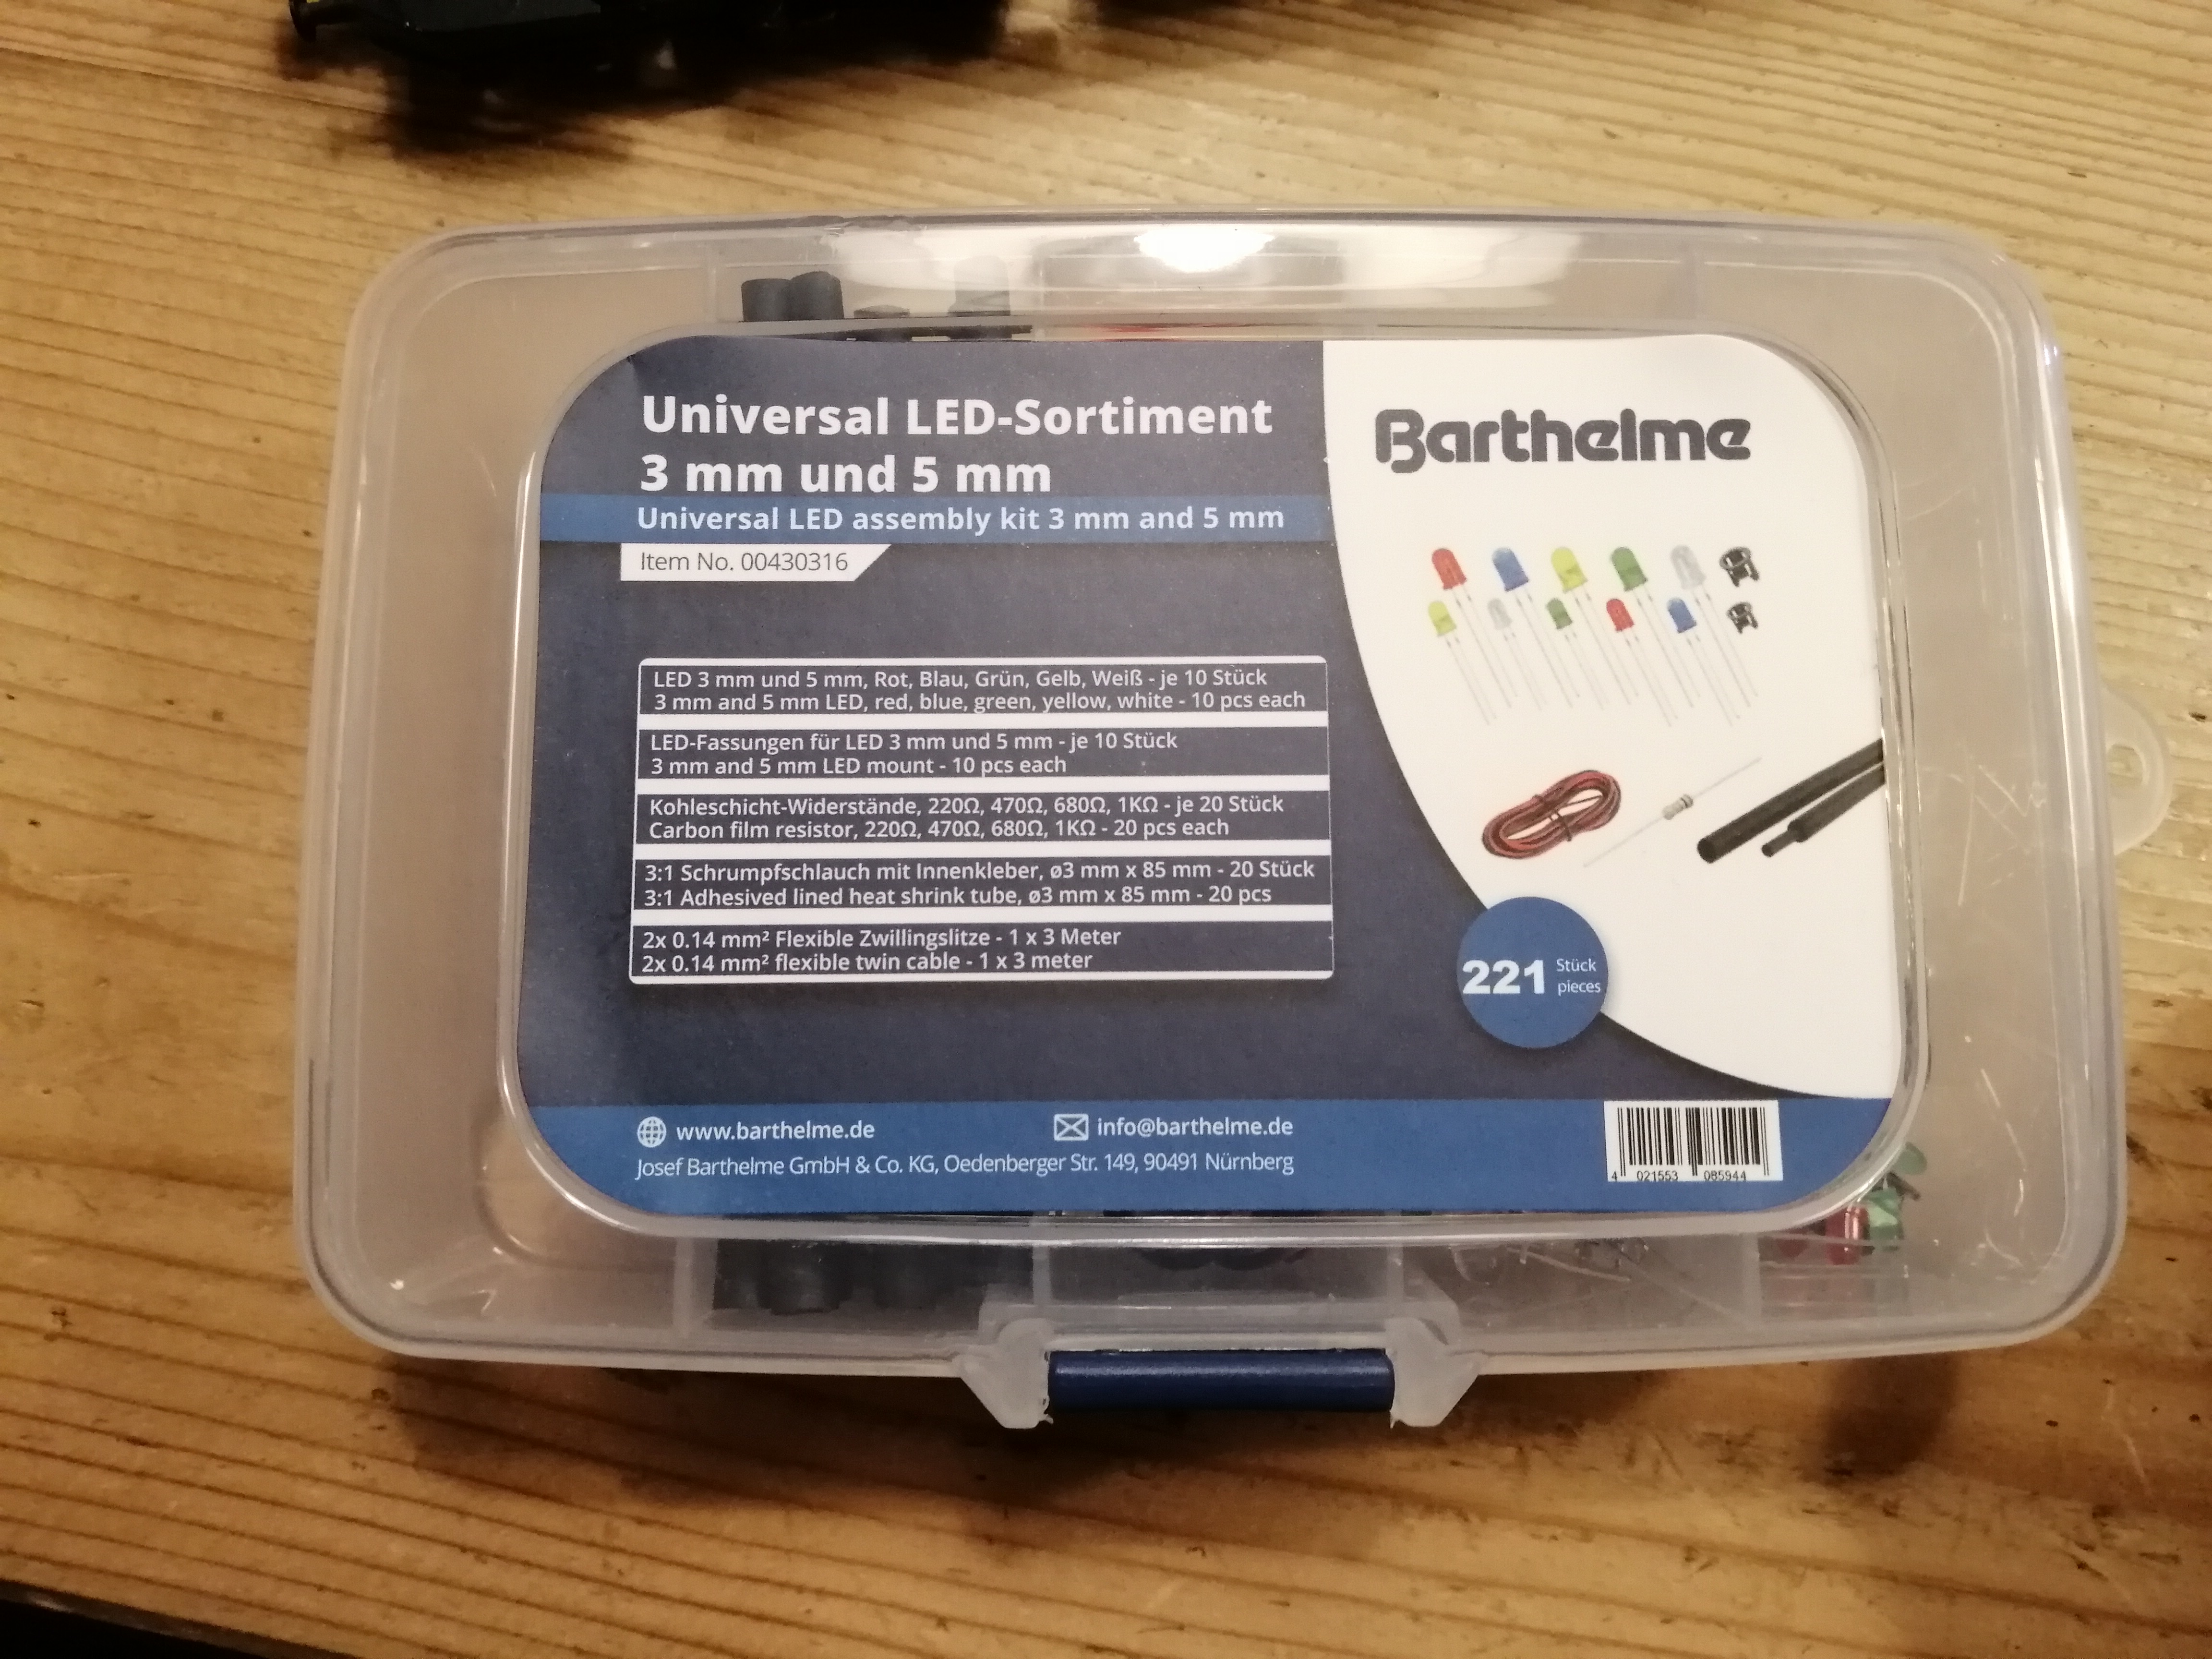 Universal LED-Sortiment
3 mm und 5 mm
Universal LED assembly kit 3 mm and 5 mm
Item No. 00430316
Barthelme
LED 3 mm und 5 mm, Rot, Blau, Grün, Gelb, Weiß - je 10 Stück
3 mm and 5 mm LED, red, blue, green, yellow, white - 10 pcs each
LED-Fassungen für LED 3 mm und 5 mm - je 10 Stück
3 mm and 5 mm LED mount - 10 pcs each
Kohleschicht-Widerstände, 220Ω, 470Ω, 680Ω, 1KΩ - je 20 Stück
Carbon film resistor, 220Ω, 470Ω, 680Ω, 1KΩ - 20 pcs each
3:1 Schrumpfschlauch mit Innenkleber, ø3 mm x 85 mm - 20 Stück
3:1 Adhesived lined heat shrink tube, ø3 mm x 85 mm - 20 pcs
2x 0.14 mm² Flexible Zwillingslitze - 1 x 3 Meter
2x 0.14 mm² flexible twin cable - 1 x 3 meter
221 Stück
pieces
www.barthelme.de
info@barthelme.de
Josef Barthelme GmbH & Co. KG, Oedenberger Str. 149, 90491 Nürnberg
4 021553 085944